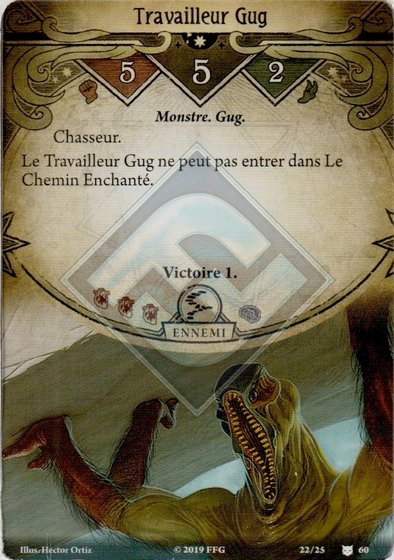 Travailleur Gug
5 5 2
Monstre. Gug.
Chasseur.
Le Travailleur Gug ne peut pas entrer dans Le
Chemin Enchanté.
Victoire 1.
ENNEMI
Illus. Hector Ortiz © 2019 FFG 22/25 60